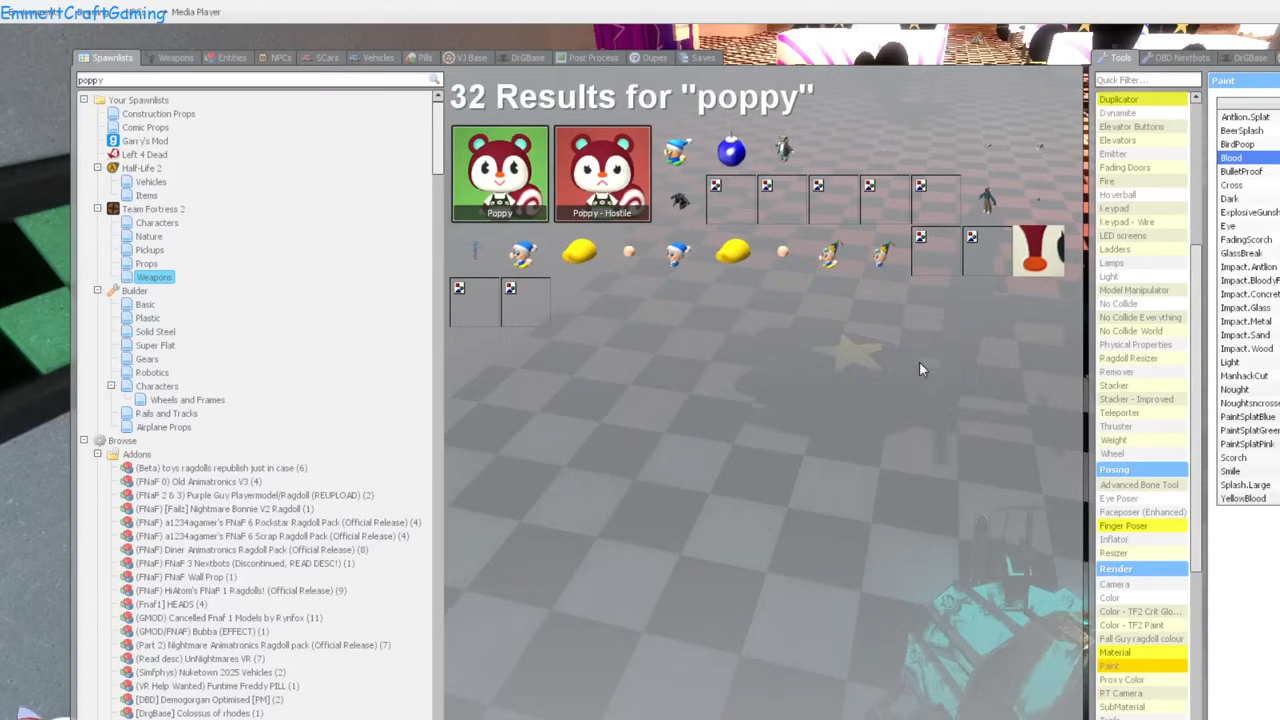 EmmettCraftGaming
Media Player
Spawnlists
Weapons
Entities
NPCs
SCars
Vehicles
Pills
VJ Base
DrGBase
Post Process
Dupes
Saves
poppy
Your Spawnlists
Construction Props
Comic Props
Garry's Mod
Left 4 Dead
Half-Life 2
Vehicles
Items
Team Fortress 2
Characters
Nature
Pickups
Props
Weapons
Builder
Basic
Plastic
Solid Steel
Super Flat
Gears
Robotics
Characters
Wheels and Frames
Rails and Tracks
Airplane Props
Browse
Addons
(Beta) toys ragdolls republish just in case (6)
(FNaF 0) Old Animatronics V3 (4)
(FNaF 2 & 3) Purple Guy Playermodel/Ragdoll (REUPLOAD) (2)
(FNaF) [Failz] Nightmare Bonnie V2 Ragdoll (1)
(FNaF) a1234agamer's FNaF 6 Rockstar Ragdoll Pack (Official Release) (4)
(FNaF) a1234agamer's FNaF 6 Scrap Ragdoll Pack (Official Release) (4)
(FNaF) Diner Animatronics Ragdoll Pack (Official Release) (8)
(FNaF) FNaF 3 Nextbots (Discontinued, READ DESC!) (1)
(FNaF) FNaF Wall Prop (1)
(FNaF) HiAtom's FNaF 1 Ragdolls! (Official Release) (9)
(Fnaf1) HEADS (4)
(GMOD) Cancelled Fnaf 1 Models by Rynfox (11)
(GMOD/FNAF) Bubba (EFFECT) (1)
(Part 2) Nightmare Animatronics Ragdoll pack (Official Release) (7)
(Read desc) UnNightmares VR (7)
(Simfphys) Nuketown 2025 Vehicles (2)
(VR Help Wanted) Funtime Freddy PILL (1)
[DBD] Demogorgan Optimised [PM] (2)
[DrgBase] Colossus of rhodes (1)
32 Results for "poppy"
Poppy
Poppy - Hostile
Tools
DBD Nextbots
DrGBase
Quick Filter...
Duplicator
Dynamite
Elevator Buttons
Elevators
Emitter
Fading Doors
Fire
Hoverball
Keypad
Keypad - Wire
LED screens
Ladders
Lamps
Light
Model Manipulator
No Collide
No Collide Everything
No Collide World
Physical Properties
Ragdoll Resizer
Remover
Stacker
Stacker - Improved
Teleporter
Thruster
Weight
Wheel
Posing
Advanced Bone Tool
Eye Poser
Faceposer (Enhanced)
Finger Poser
Inflator
Resizer
Render
Camera
Color
Color - TF2 Crit Glo...
Color - TF2 Paint
Fall Guy ragdoll colour
Material
Paint
Proxy Color
RT Camera
SubMaterial
Paint
Antlion.Splat
BeerSplash
BirdPoop
Blood
BulletProof
Cross
Dark
ExplosiveGunsh
Eye
FadingScorch
GlassBreak
Impact.Antlion
Impact.BloodyF
Impact.Concret
Impact.Glass
Impact.Metal
Impact.Sand
Impact.Wood
Light
ManhackCut
Nought
Noughtsncrosse
PaintSplatBlue
PaintSplatGreen
PaintSplatPink
Scorch
Smile
Splash.Large
YellowBlood